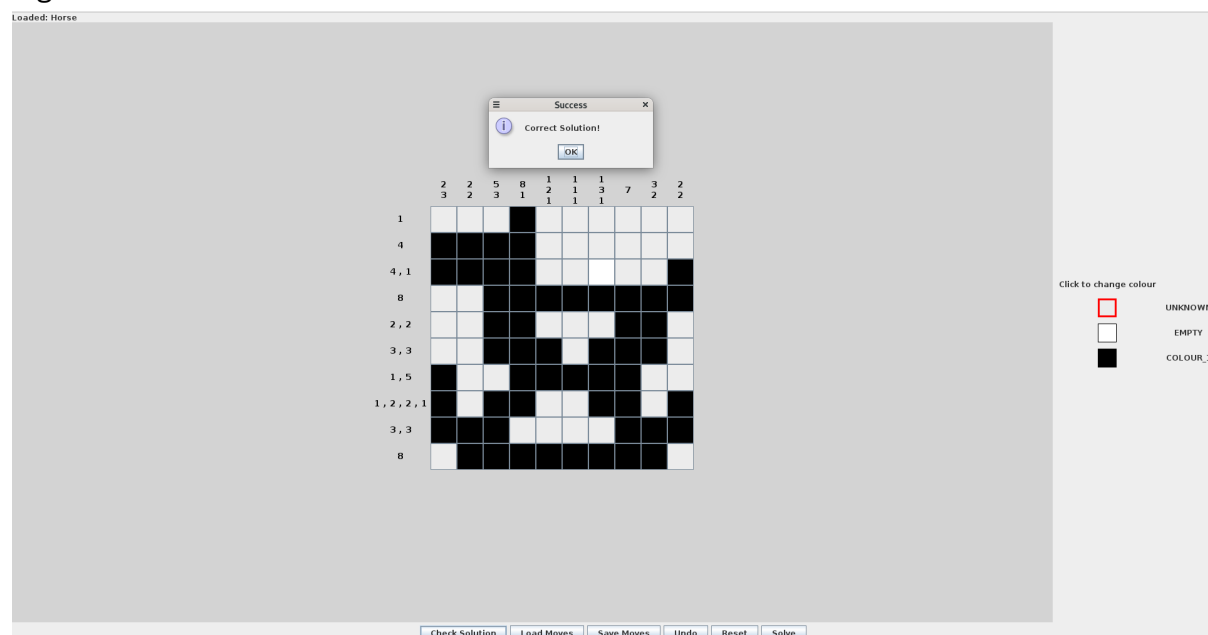 Loaded: Horse
Success
Correct Solution!
OK
1 1 1
2 2 5 8 2 1 3 7 3 2
3 2 3 1 1 1 1 2 2
1
4
4 , 1
8
2 , 2
3 , 3
1 , 5
1 , 2 , 2 , 1
3 , 3
8
Click to change colour
UNKNOWN
EMPTY
Check Solution Load Moves Save Moves Undo Reset Solve